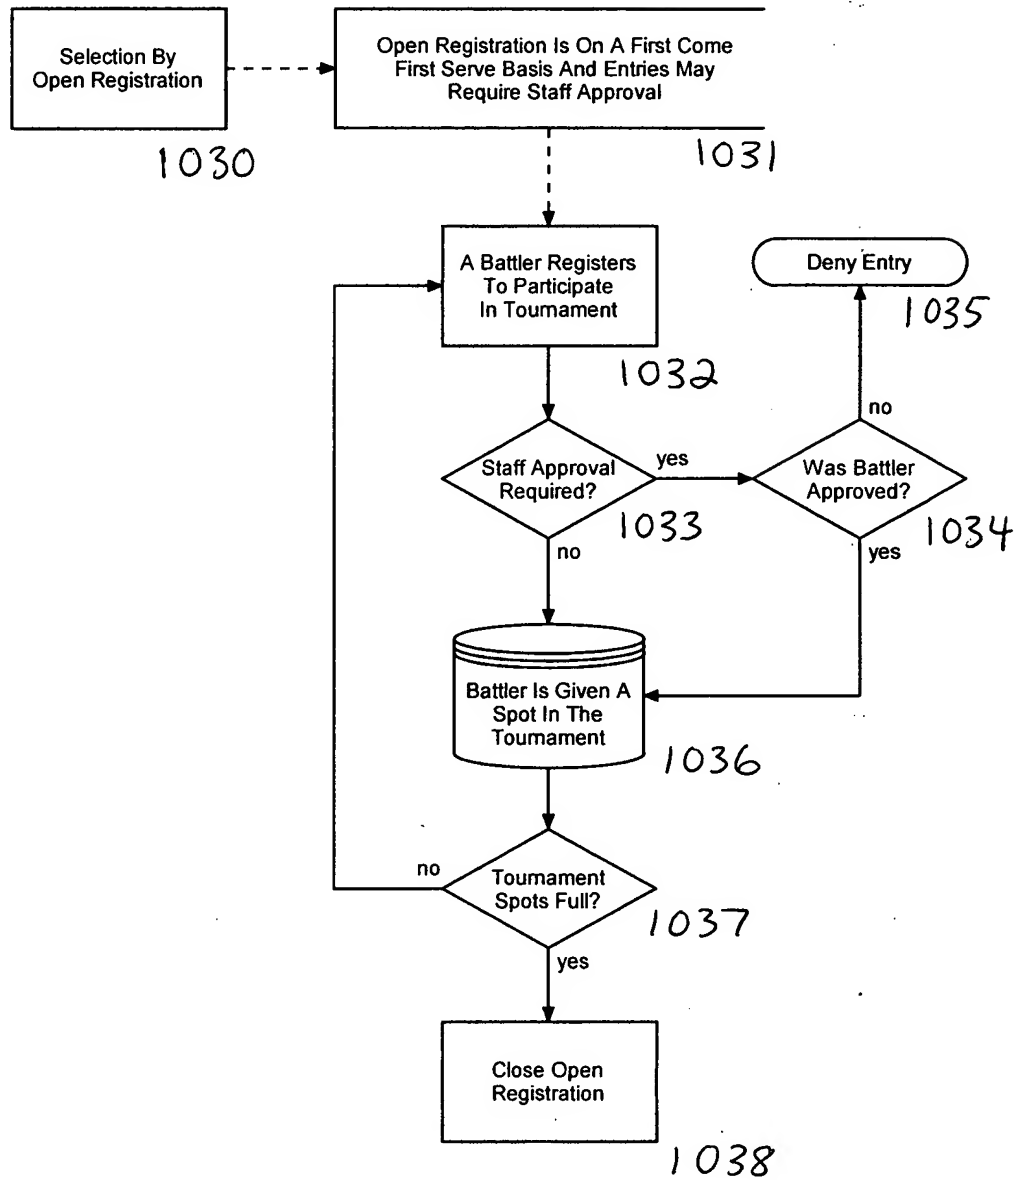 Selection By
Open Registration
1030
Open Registration Is On A First Come
First Serve Basis And Entries May
Require Staff Approval
1031
A Battler Registers
To Participate
In Tournament
1032
Deny Entry
1035
no
Staff Approval
Required?
1033
yes
Was Battler
Approved?
1034
no
yes
Battler Is Given A
Spot In The
Tournament
1036
no
Tournament
Spots Full?
1037
yes
Close Open
Registration
1038